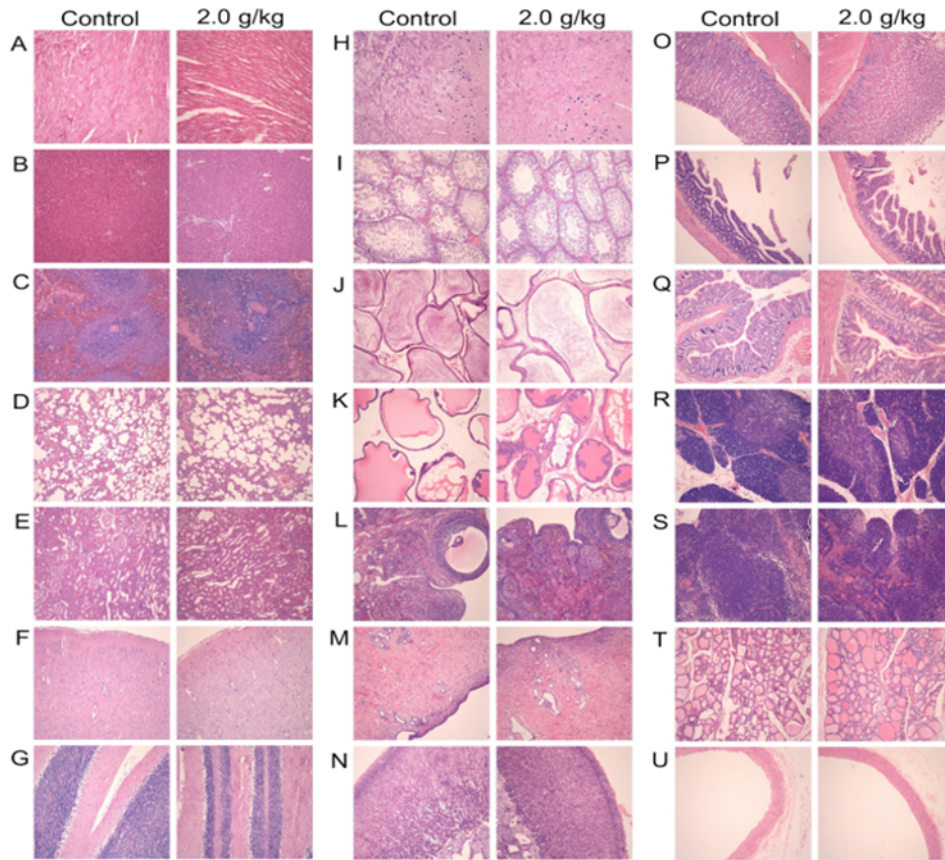 Control 2.0 g/kg Control 2.0 g/kg Control 2.0 g/kg
A H O
B I P
C J Q
D K R
E L S
F M T
G N U